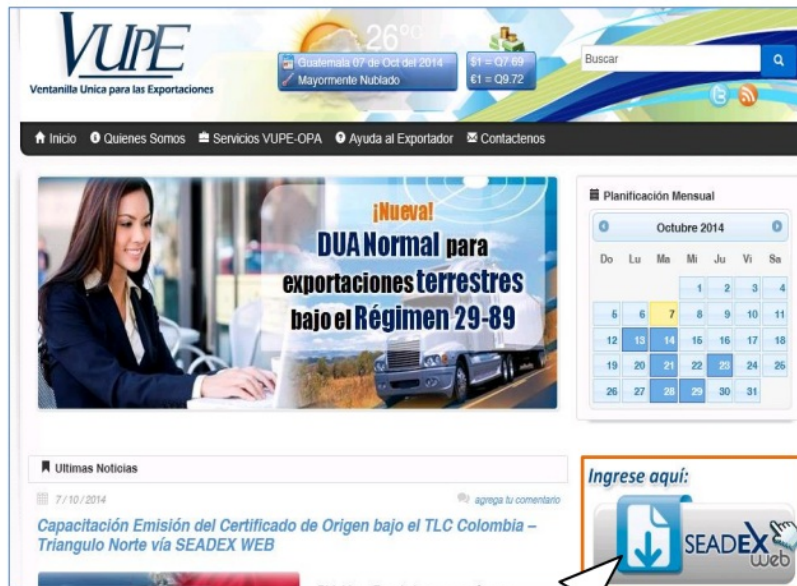 VUPE
Ventanilla Unica para las Exportaciones
26°C
Guatemala 07 de Oct del 2014
Mayormente Nublado
$1 = Q7.69
€1 = Q9.72
Buscar
Inicio Quienes Somos Servicios VUPE-OPA Ayuda al Exportador Contactenos
¡Nueva!
DUA Normal para
exportaciones terrestres
bajo el Régimen 29-89
Planificación Mensual
Octubre 2014
Do Lu Ma Mi Ju Vi Sa
1 2 3 4
5 6 7 8 9 10 11
12 13 14 15 16 17 18
19 20 21 22 23 24 25
26 27 28 29 30 31
Ultimas Noticias
7/10/2014
agrega tu comentario
Capacitación Emisión del Certificado de Origen bajo el TLC Colombia –
Triangulo Norte vía SEADEX WEB
Ingrese aquí:
SEADEX
web